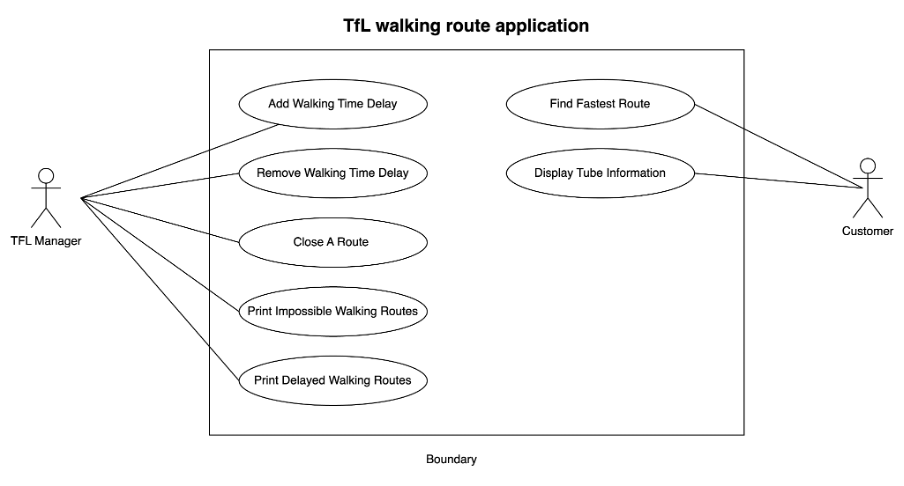 TfL walking route application
Add Walking Time Delay
Find Fastest Route
Remove Walking Time Delay
Display Tube Information
TFL Manager
Close A Route
Customer
Print Impossible Walking Routes
Print Delayed Walking Routes
Boundary